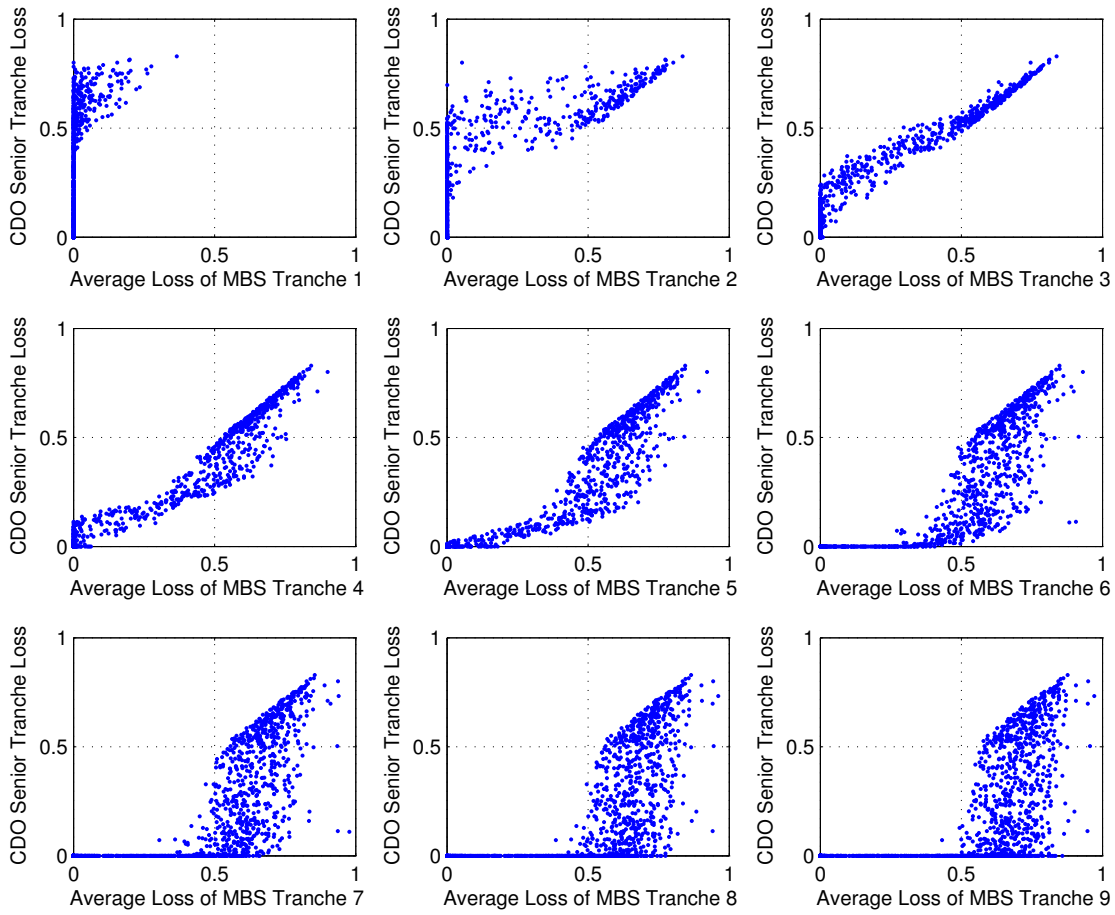 1
0.5
0
0 0.5 1
CDO Senior Tranche Loss
Average Loss of MBS Tranche 1
1
0.5
0
0 0.5 1
CDO Senior Tranche Loss
Average Loss of MBS Tranche 2
1
0.5
0
0 0.5 1
CDO Senior Tranche Loss
Average Loss of MBS Tranche 3
1
0.5
0
0 0.5 1
CDO Senior Tranche Loss
Average Loss of MBS Tranche 4
1
0.5
0
0 0.5 1
CDO Senior Tranche Loss
Average Loss of MBS Tranche 5
1
0.5
0
0 0.5 1
CDO Senior Tranche Loss
Average Loss of MBS Tranche 6
1
0.5
0
0 0.5 1
CDO Senior Tranche Loss
Average Loss of MBS Tranche 7
1
0.5
0
0 0.5 1
CDO Senior Tranche Loss
Average Loss of MBS Tranche 8
1
0.5
0
0 0.5 1
CDO Senior Tranche Loss
Average Loss of MBS Tranche 9